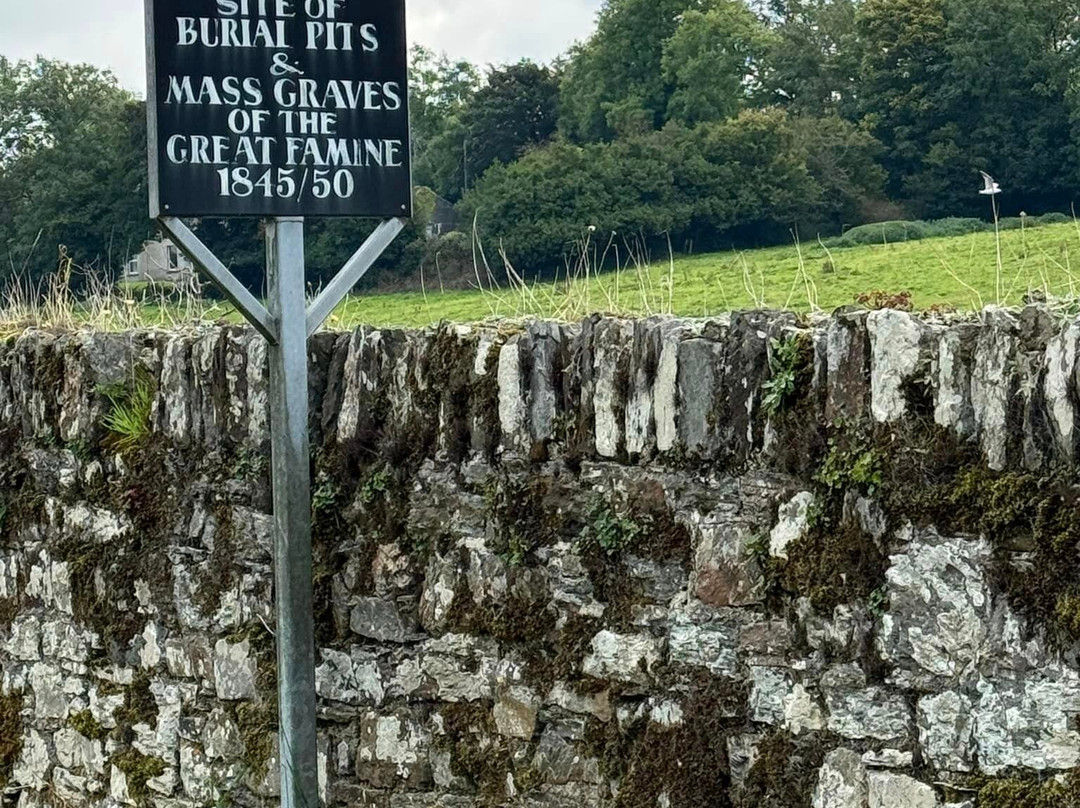 SITE OF
BURIAL PITS
&
MASS GRAVES
OF THE
GREAT FAMINE
1845/50